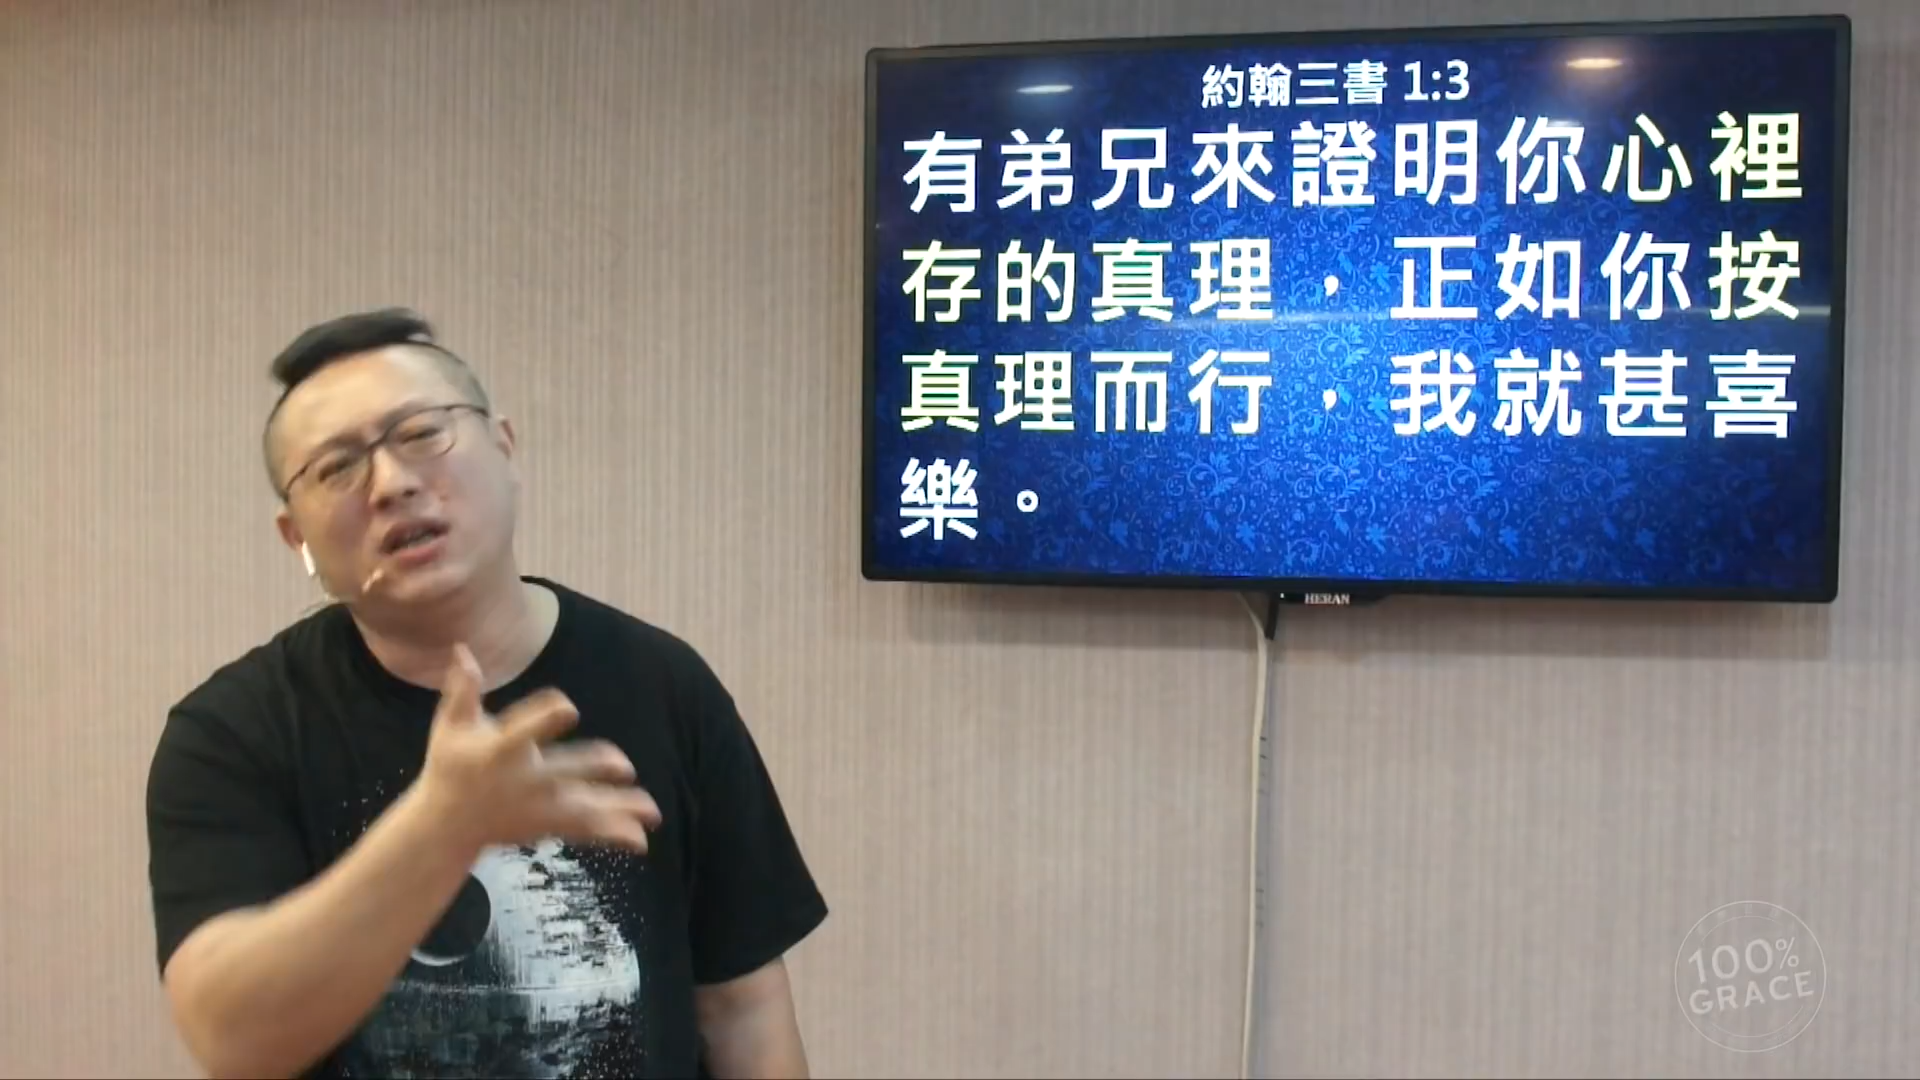 約翰三書 1:3
有弟兄來證明你心裡
存的真理，正如你按
真理而行，我就甚喜
樂。
HERAN
100%
GRACE